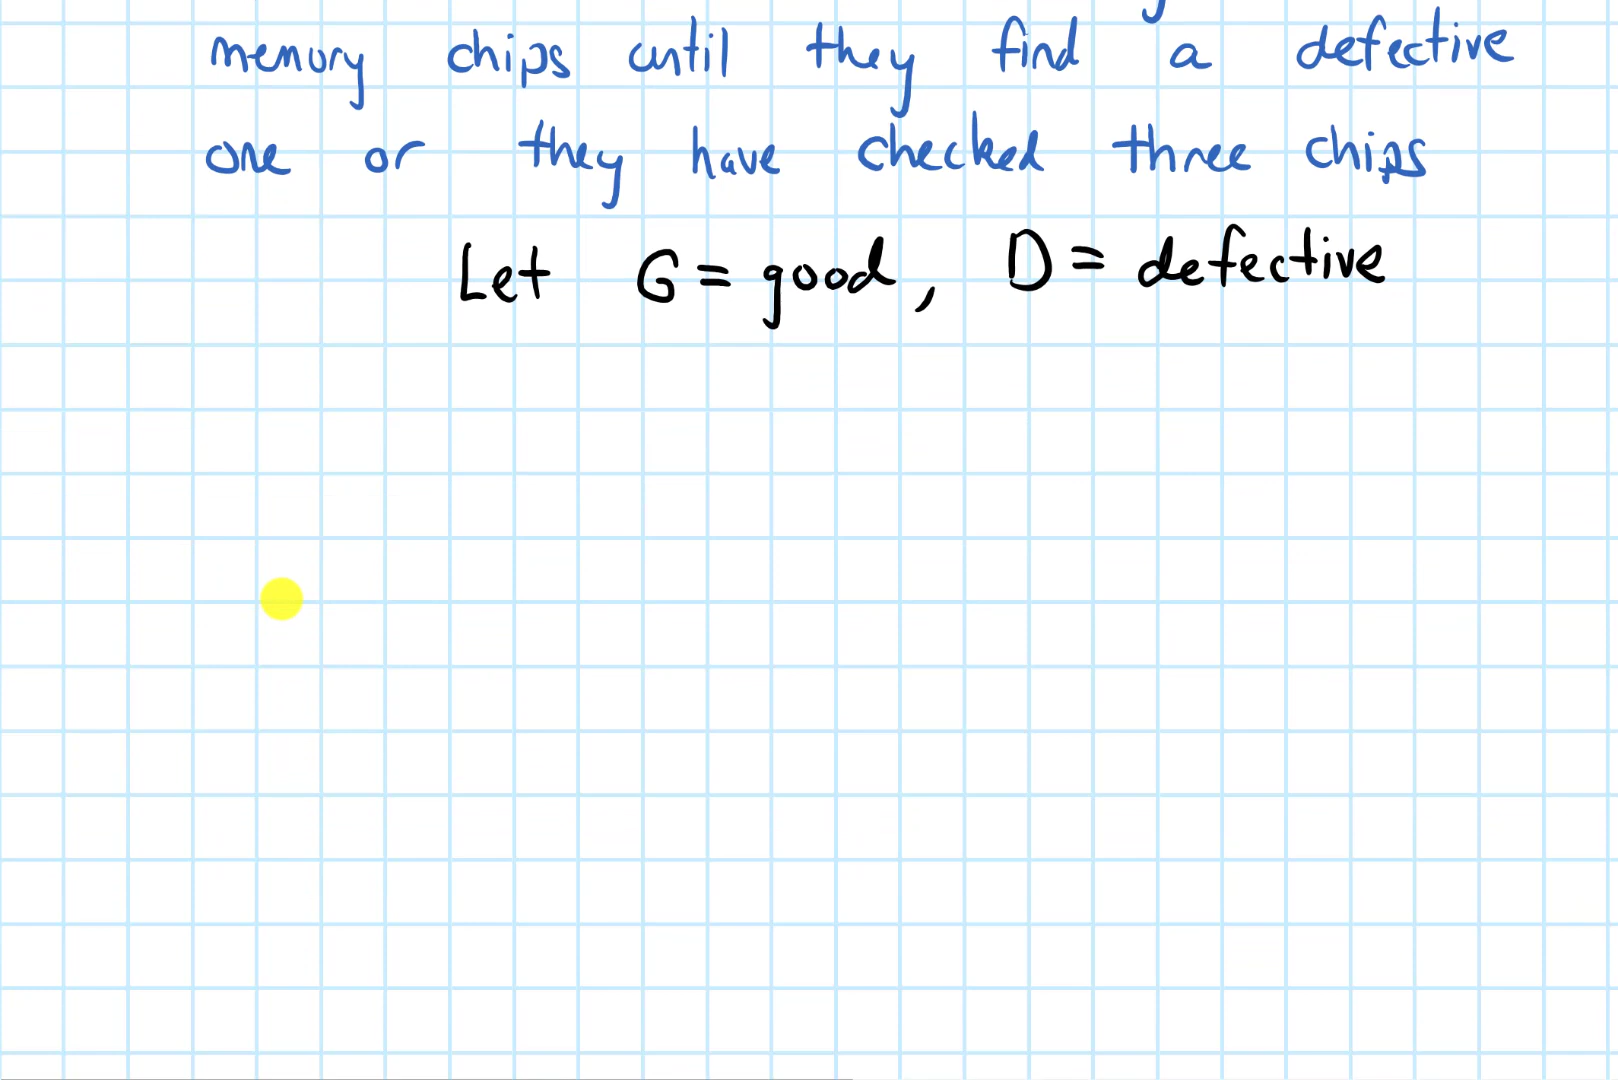 memory chips until they find a defective
one or they have checked three chips
Let G = good, D = defective